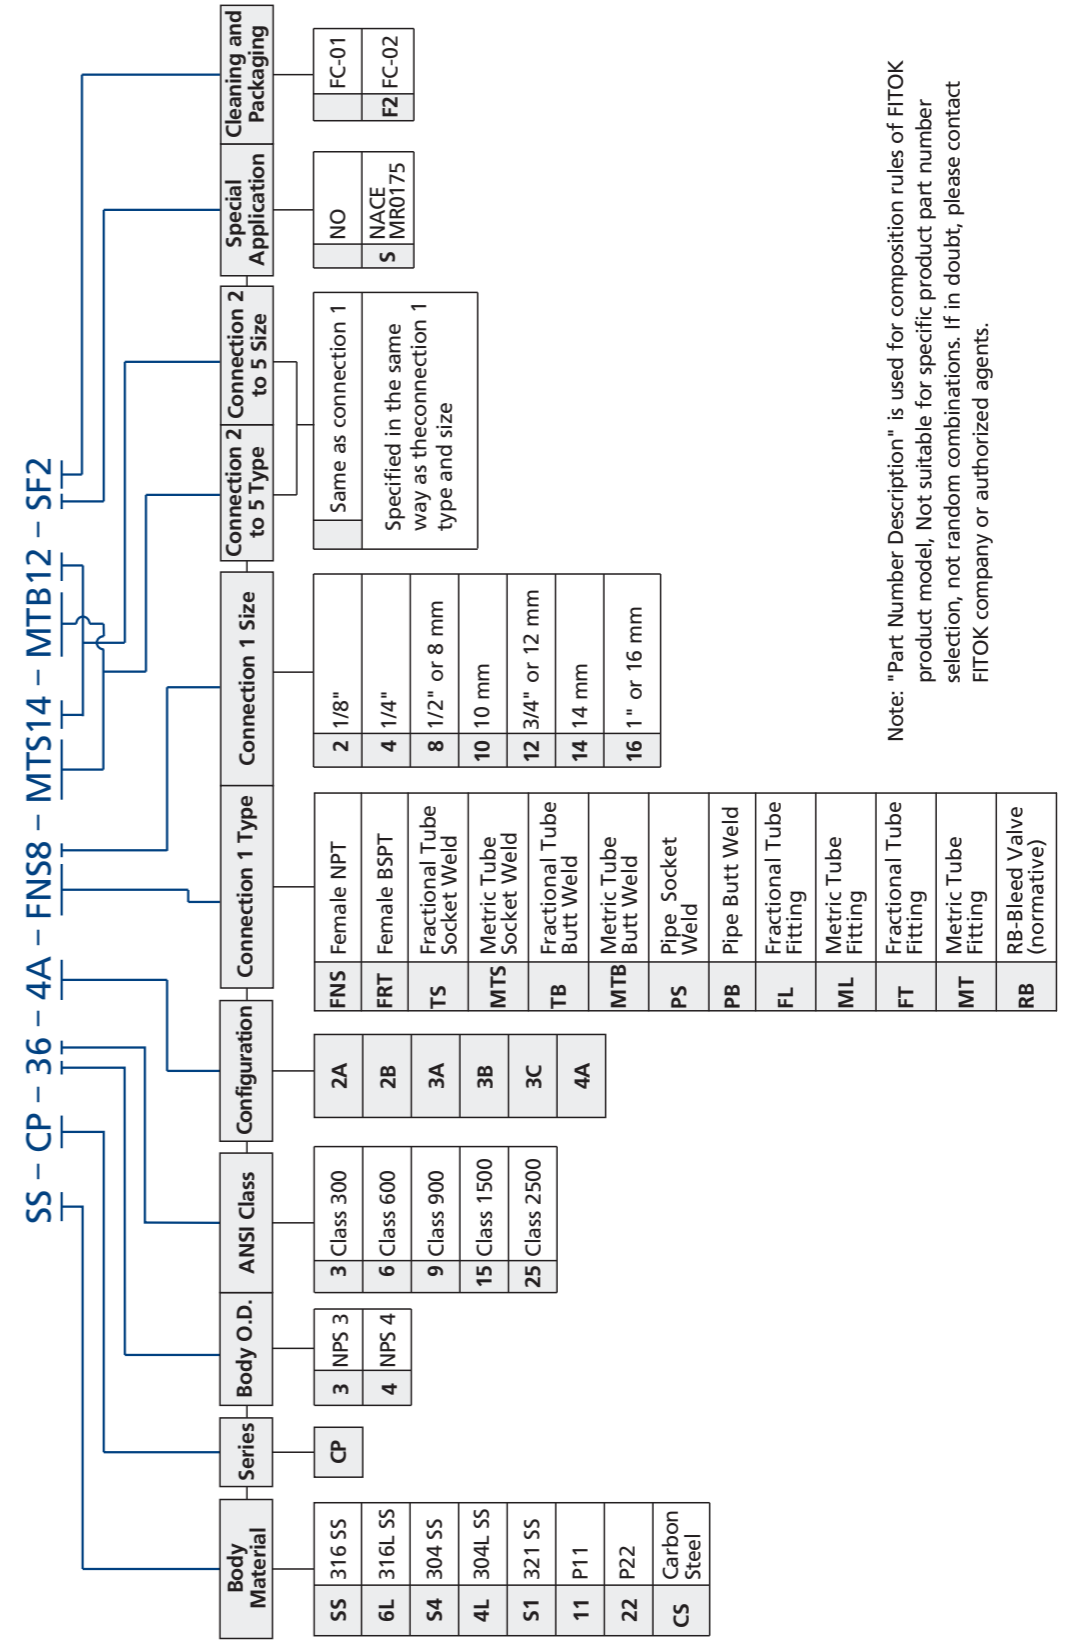 SS – CP – 36 – 4A – FNS8 – MTS14 – MTB12 – SF2
Body
Material
SS 316 SS
6L 316L SS
S4 304 SS
4L 304L SS
S1 321 SS
11 P11
22 P22
CS Carbon
Steel
Series
CP
Body O.D.
3 NPS 3
4 NPS 4
ANSI Class
3 Class 300
6 Class 600
9 Class 900
15 Class 1500
25 Class 2500
Configuration
2A
2B
3A
3B
3C
4A
Connection 1 Type
FNS Female NPT
FRT Female BSPT
TS Fractional Tube
Socket Weld
MTS Metric Tube
Socket Weld
TB Fractional Tube
Butt Weld
MTB Metric Tube
Butt Weld
PS Pipe Socket
Weld
PB Pipe Butt Weld
FL Fractional Tube
Fitting
ML Metric Tube
Fitting
FT Fractional Tube
Fitting
MT Metric Tube
Fitting
RB RB-Bleed Valve
(normative)
Connection 1 Size
2 1/8"
4 1/4"
8 1/2" or 8 mm
10 10 mm
12 3/4" or 12 mm
14 14 mm
16 1" or 16 mm
Connection 2
to 5 Type
Connection 2
to 5 Size
Same as connection 1
Specified in the same
way as theconnection 1
type and size
Special
Application
NO
S NACE
MR0175
Cleaning and
Packaging
FC-01
F2 FC-02
Note: "Part Number Description" is used for composition rules of FITOK
product model, Not suitable for specific product part number
selection, not random combinations. If in doubt, please contact
FITOK company or authorized agents.